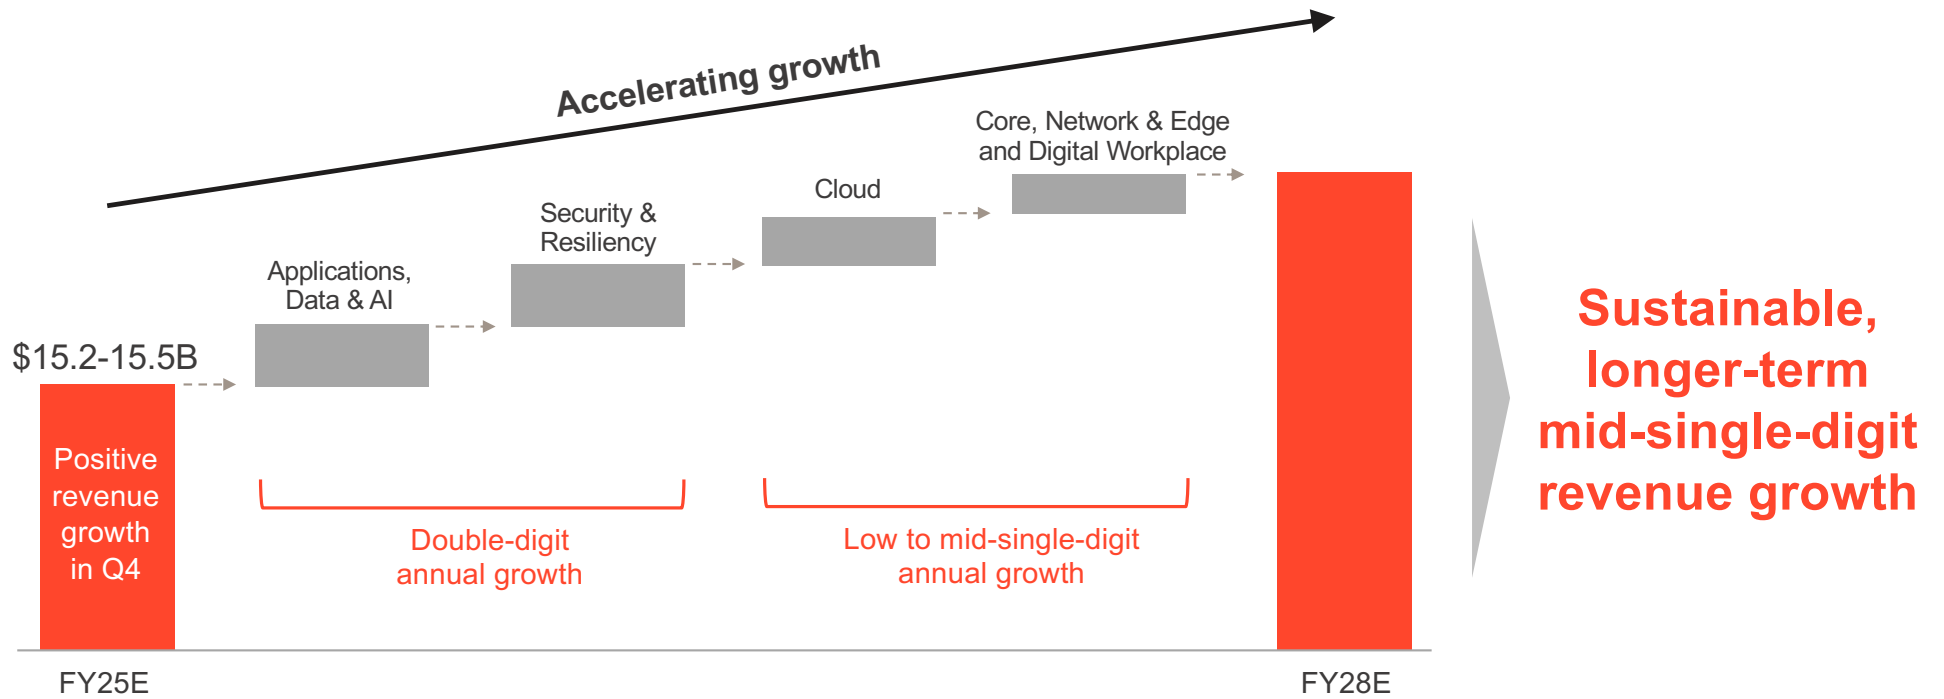 Accelerating growth
Core, Network & Edge
and Digital Workplace
Cloud
Security &
Resiliency
Applications,
Data & AI
$15.2-15.5B
Positive
revenue
growth
in Q4
Double-digit
annual growth
Low to mid-single-digit
annual growth
FY25E
FY28E
Sustainable,
longer-term
mid-single-digit
revenue growth